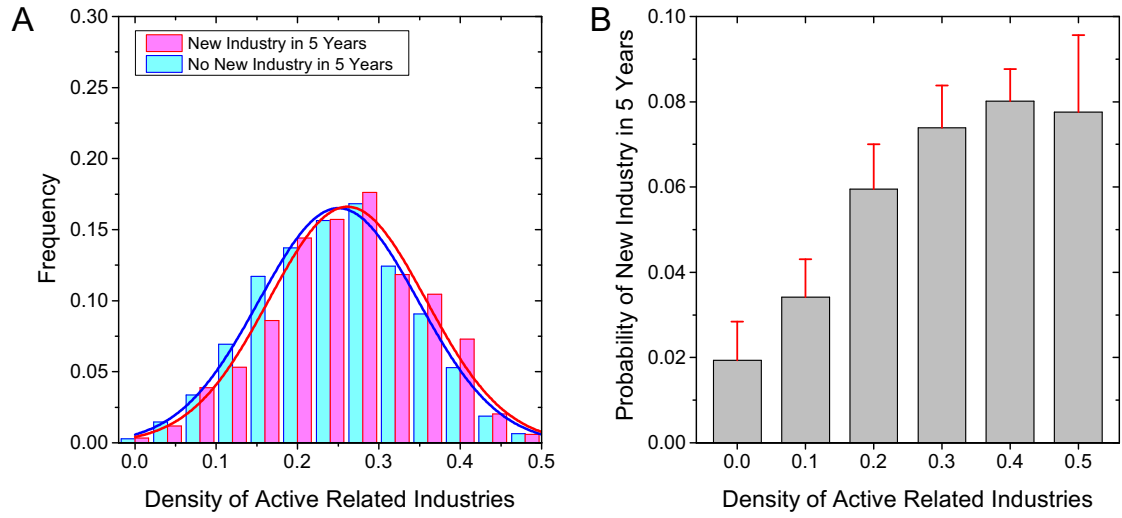 A
New Industry in 5 Years
No New Industry in 5 Years
Frequency
0.30
0.25
0.20
0.15
0.10
0.05
0.00
0.0 0.1 0.2 0.3 0.4 0.5
Density of Active Related Industries
B
Probability of New Industry in 5 Years
0.10
0.08
0.06
0.04
0.02
0.00
0.0 0.1 0.2 0.3 0.4 0.5
Density of Active Related Industries